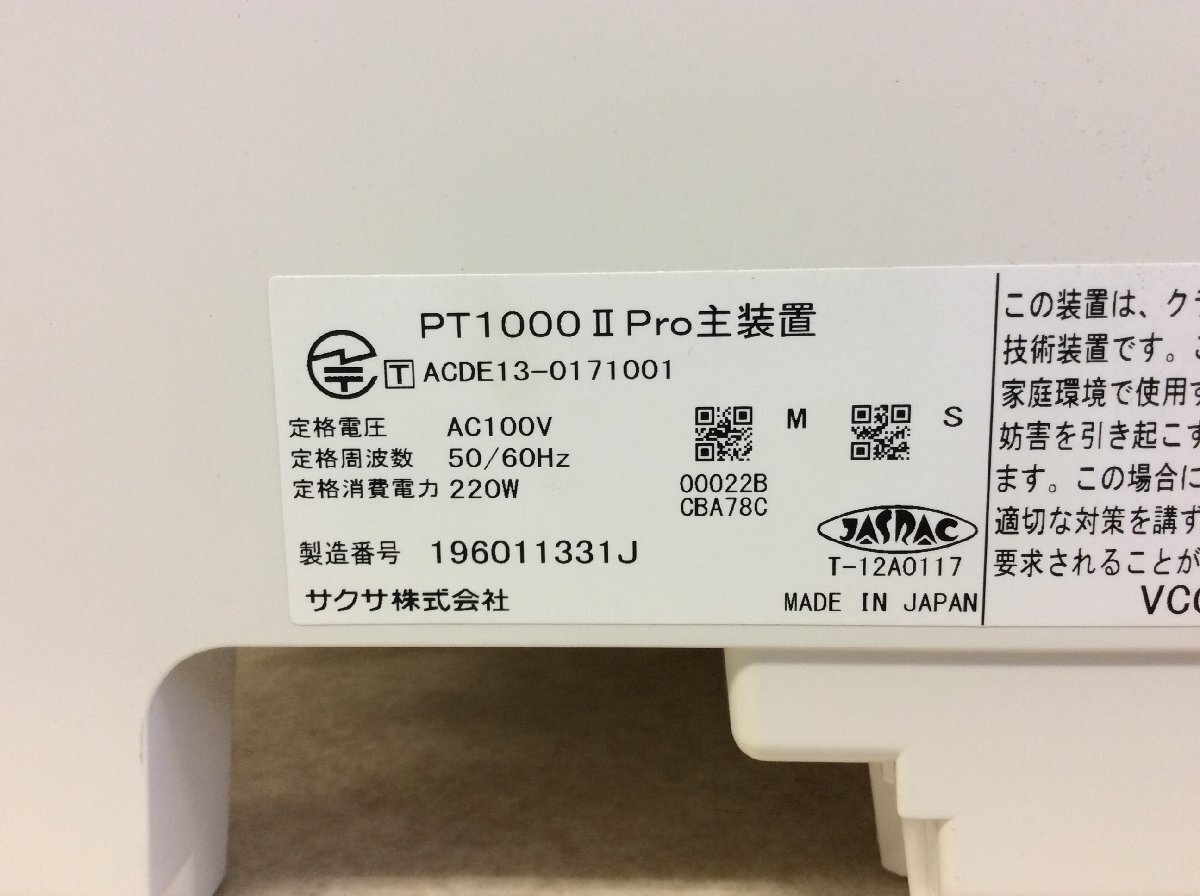 PT1000ⅡPro主装置
T ACDE13-0171001
定格電圧 AC100V
定格周波数 50/60Hz
定格消費電力 220W
製造番号 196011331J
サクサ株式会社
M
S
00022B
CBA78C
JASRAC
T-12A0117
MADE IN JAPAN
この装置は、クラ
技術装置です。こ
家庭環境で使用す
妨害を引き起こす
ます。この場合に
適切な対策を講ず
要求されることが
VCC